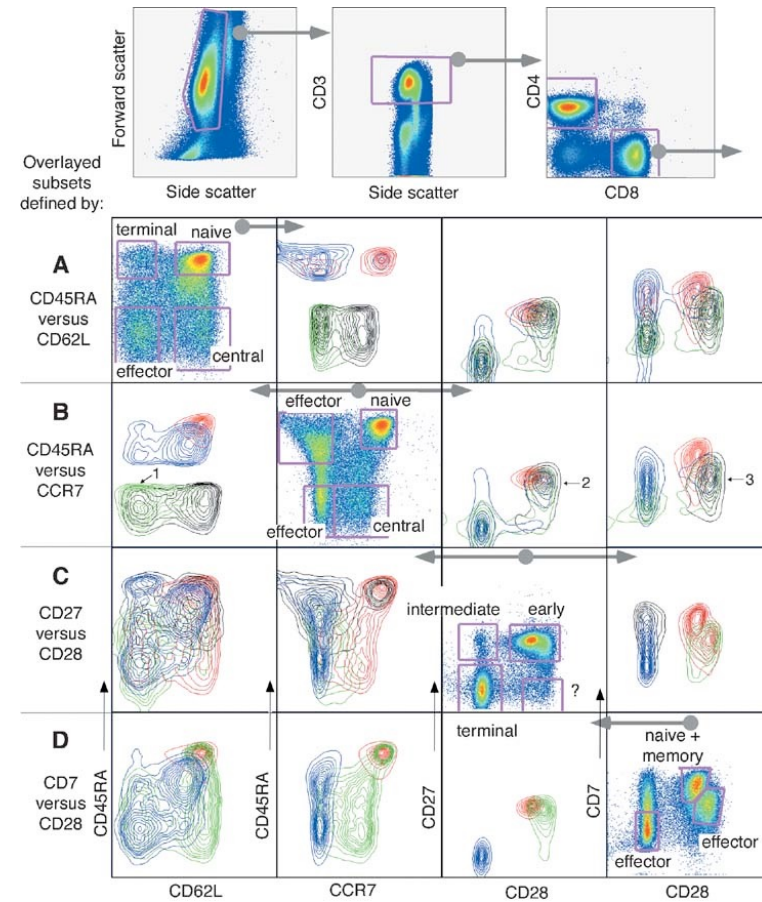 Forward scatter
Side scatter
CD3
Side scatter
CD4
CD8
Overlayed
subsets
defined by:
A
CD45RA
versus
CD62L
terminal
naive
effector
central
B
CD45RA
versus
CCR7
1
effector
naive
effector
central
2
3
C
CD27
versus
CD28
intermediate
early
?
terminal
D
CD7
versus
CD28
naive +
memory
effector
effector
CD45RA
CD45RA
CD27
CD7
CD62L
CCR7
CD28
CD28